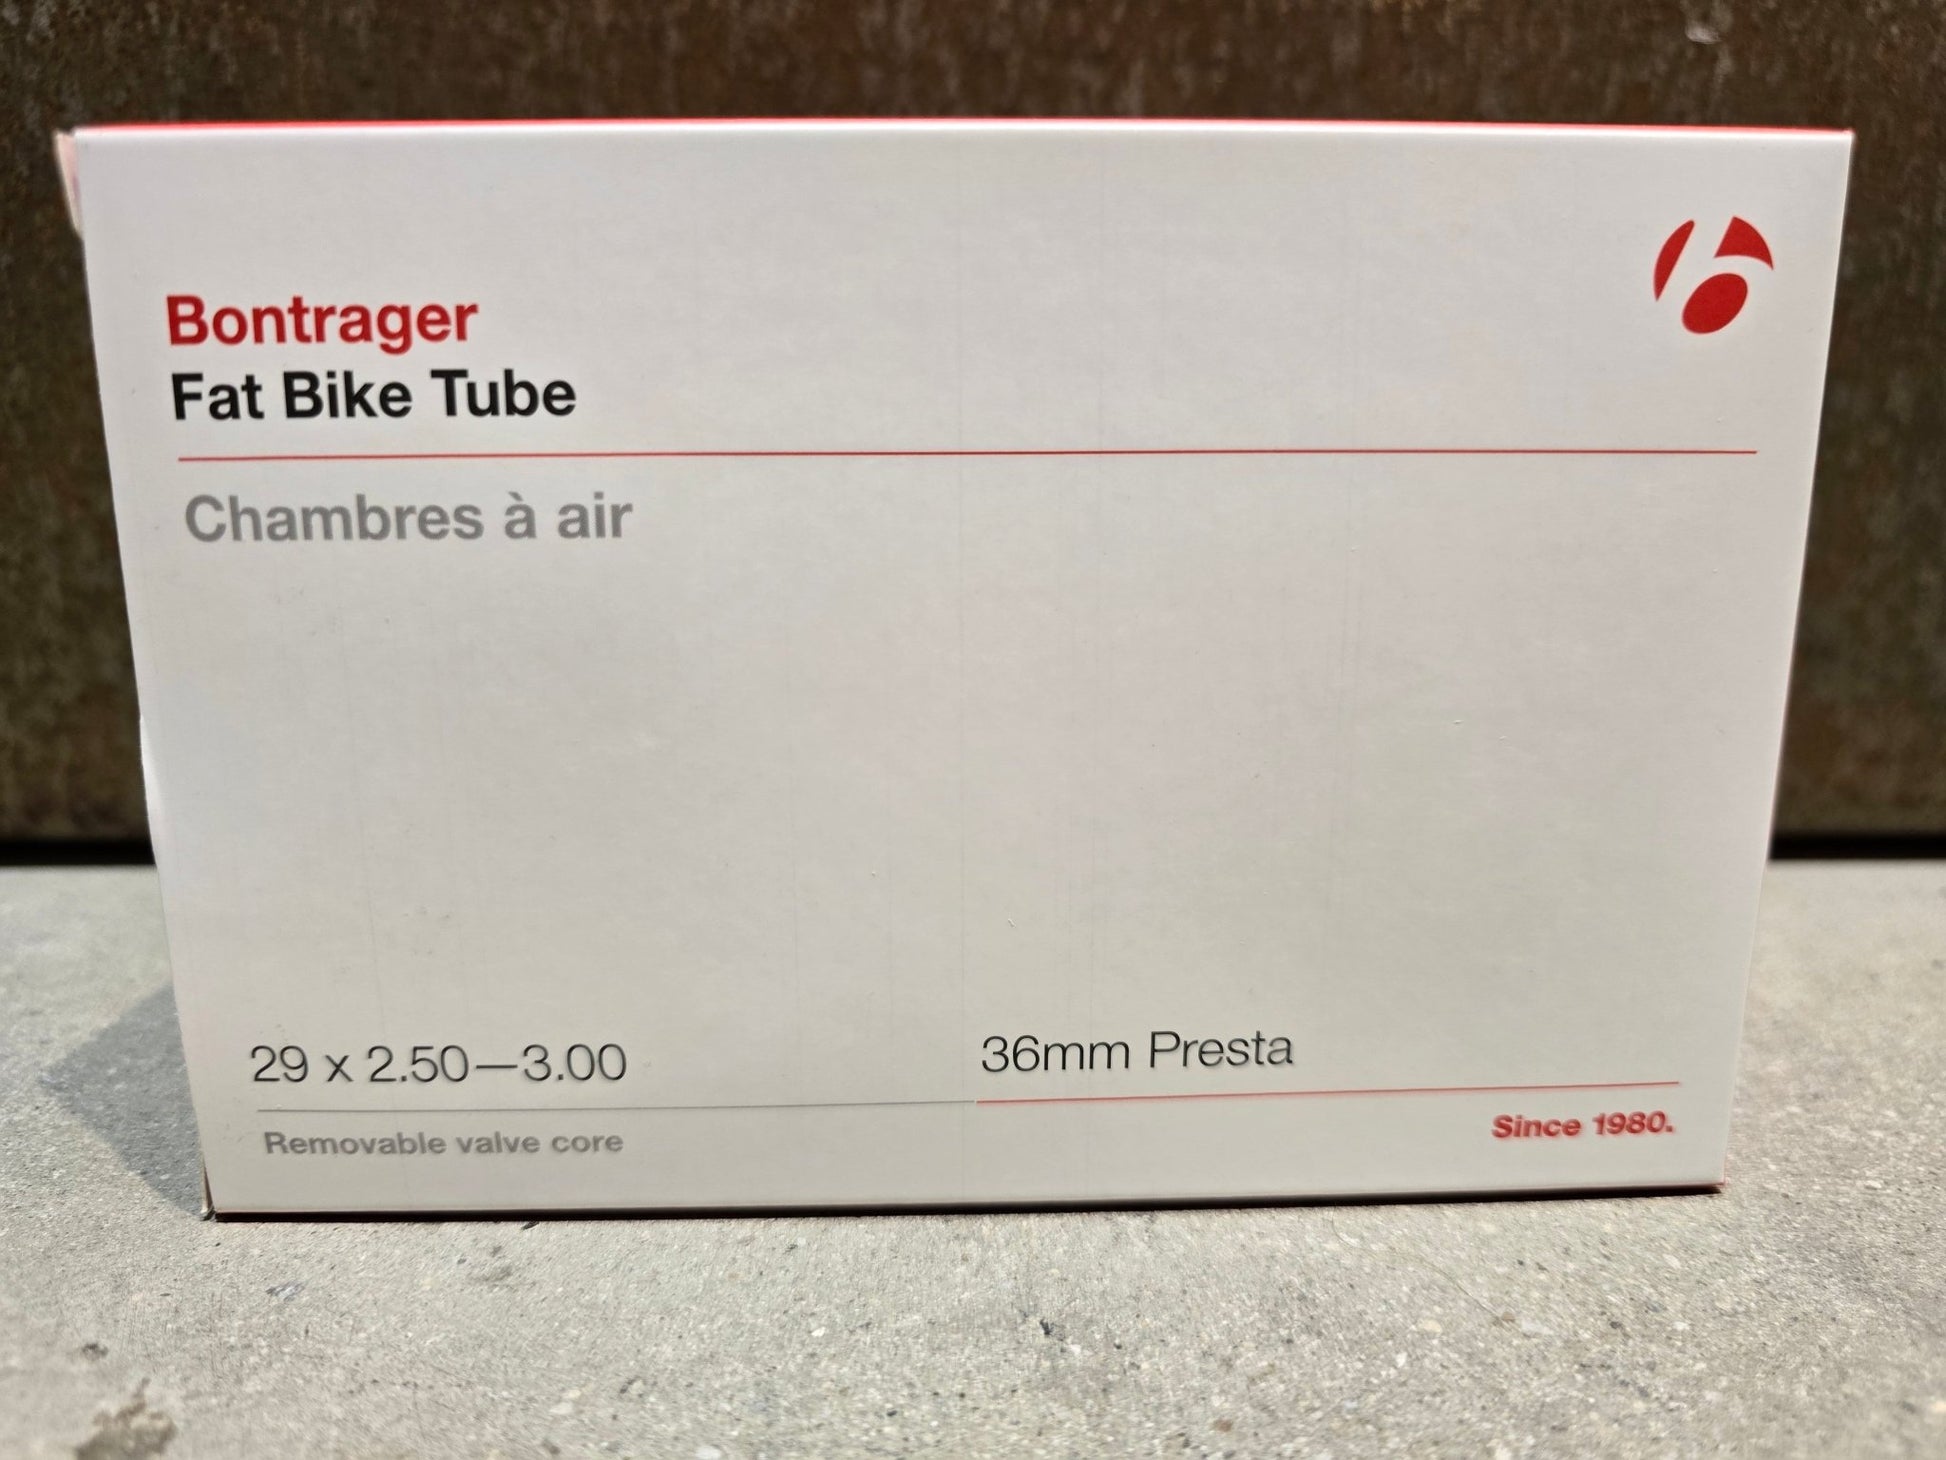 Bontrager
Fat Bike Tube
Chambres à air
29 x 2.50—3.00
36mm Presta
Removable valve core
Since 1980.